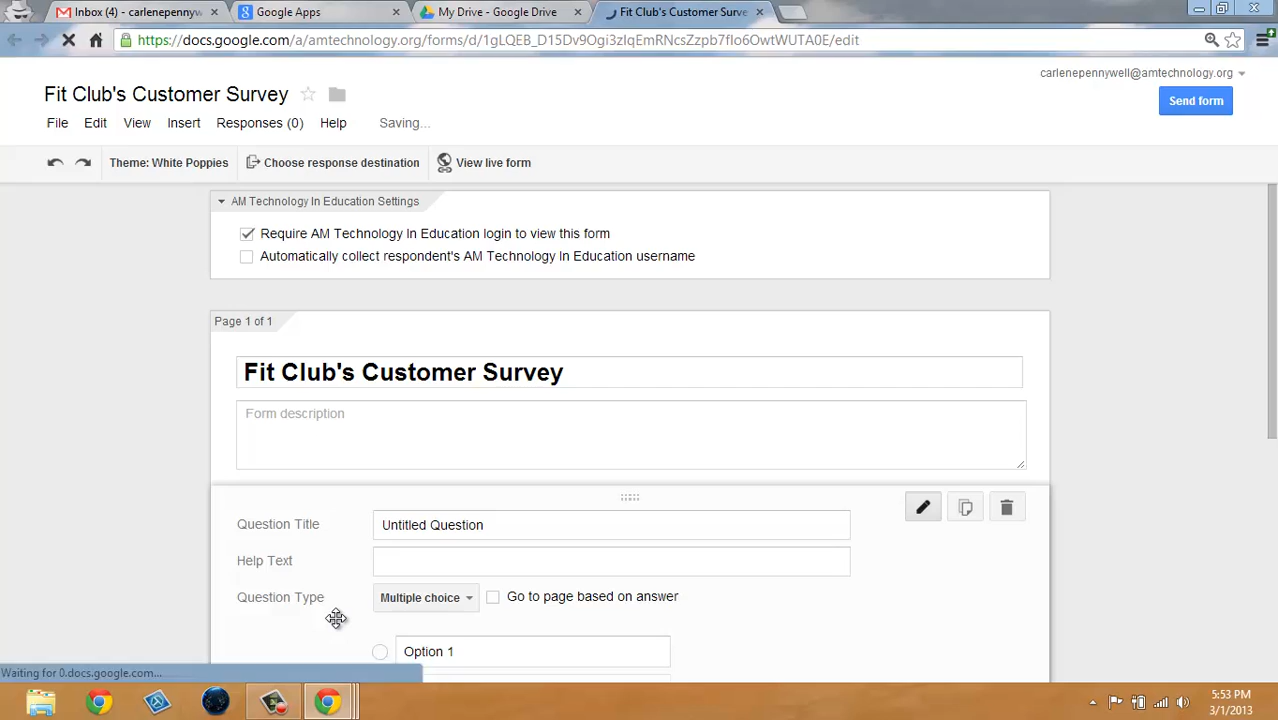 Inbox (4) - carlenepennyw
Google Apps
My Drive - Google Drive
Fit Club's Customer Surve
https://docs.google.com/a/amtechnology.org/forms/d/1gLQEB_D15Dv9Ogi3zIqEmRNcsZzpb7fIo6OwtWUTA0E/edit
carlenepennywell@amtechnology.org
Fit Club's Customer Survey
Send form
File Edit View Insert Responses (0) Help Saving...
Theme: White Poppies Choose response destination View live form
AM Technology In Education Settings
Require AM Technology In Education login to view this form
Automatically collect respondent's AM Technology In Education username
Page 1 of 1
Fit Club's Customer Survey
Form description
Question Title Untitled Question
Help Text
Question Type Multiple choice Go to page based on answer
Option 1
Waiting for 0.docs.google.com...
5:53 PM
3/1/2013